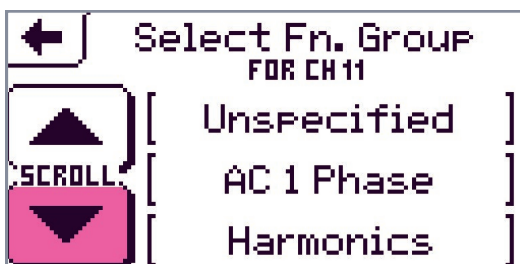 Select Fn. Group
FOR CH 11
[ Unspecified ]
SCROLL
[ AC 1 Phase ]
[ Harmonics ]